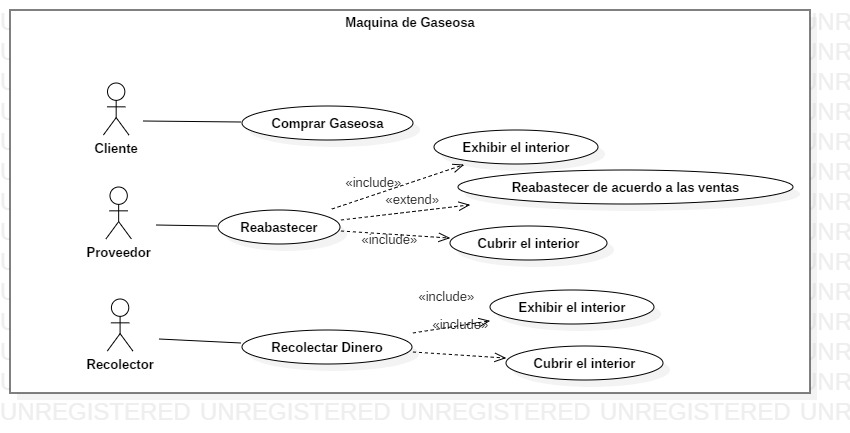 Maquina de Gaseosa
Comprar Gaseosa
Cliente
Exhibir el interior
«include»
Reabastecer de acuerdo a las ventas
«extend»
Reabastecer
«include»
Cubrir el interior
Proveedor
«include»
Exhibir el interior
«include»
Recolectar Dinero
Recolector
Cubrir el interior
UNREGISTERED UNREGISTERED UNREGISTERED UNREGISTERED UNR